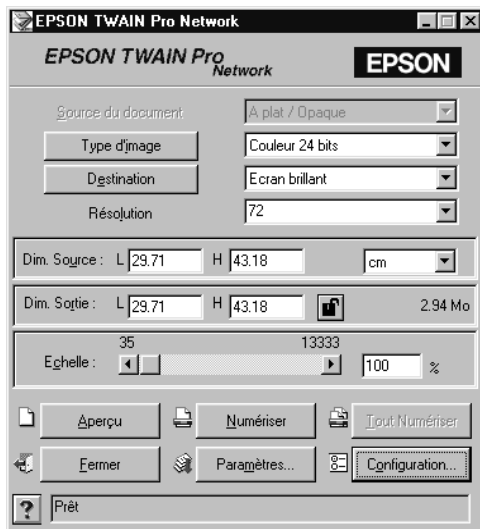 EPSON TWAIN Pro Network
EPSON TWAIN Pro Network
EPSON
Source du document A plat / Opaque
Type d'image Couleur 24 bits
Destination Ecran brillant
Résolution 72
Dim. Source : L 29.71 H 43.18 cm
Dim. Sortie : L 29.71 H 43.18 2.94 Mo
35 13333
Echelle : 100 %
Aperçu Numériser Tout Numériser
Fermer Paramètres... Configuration...
? Prêt